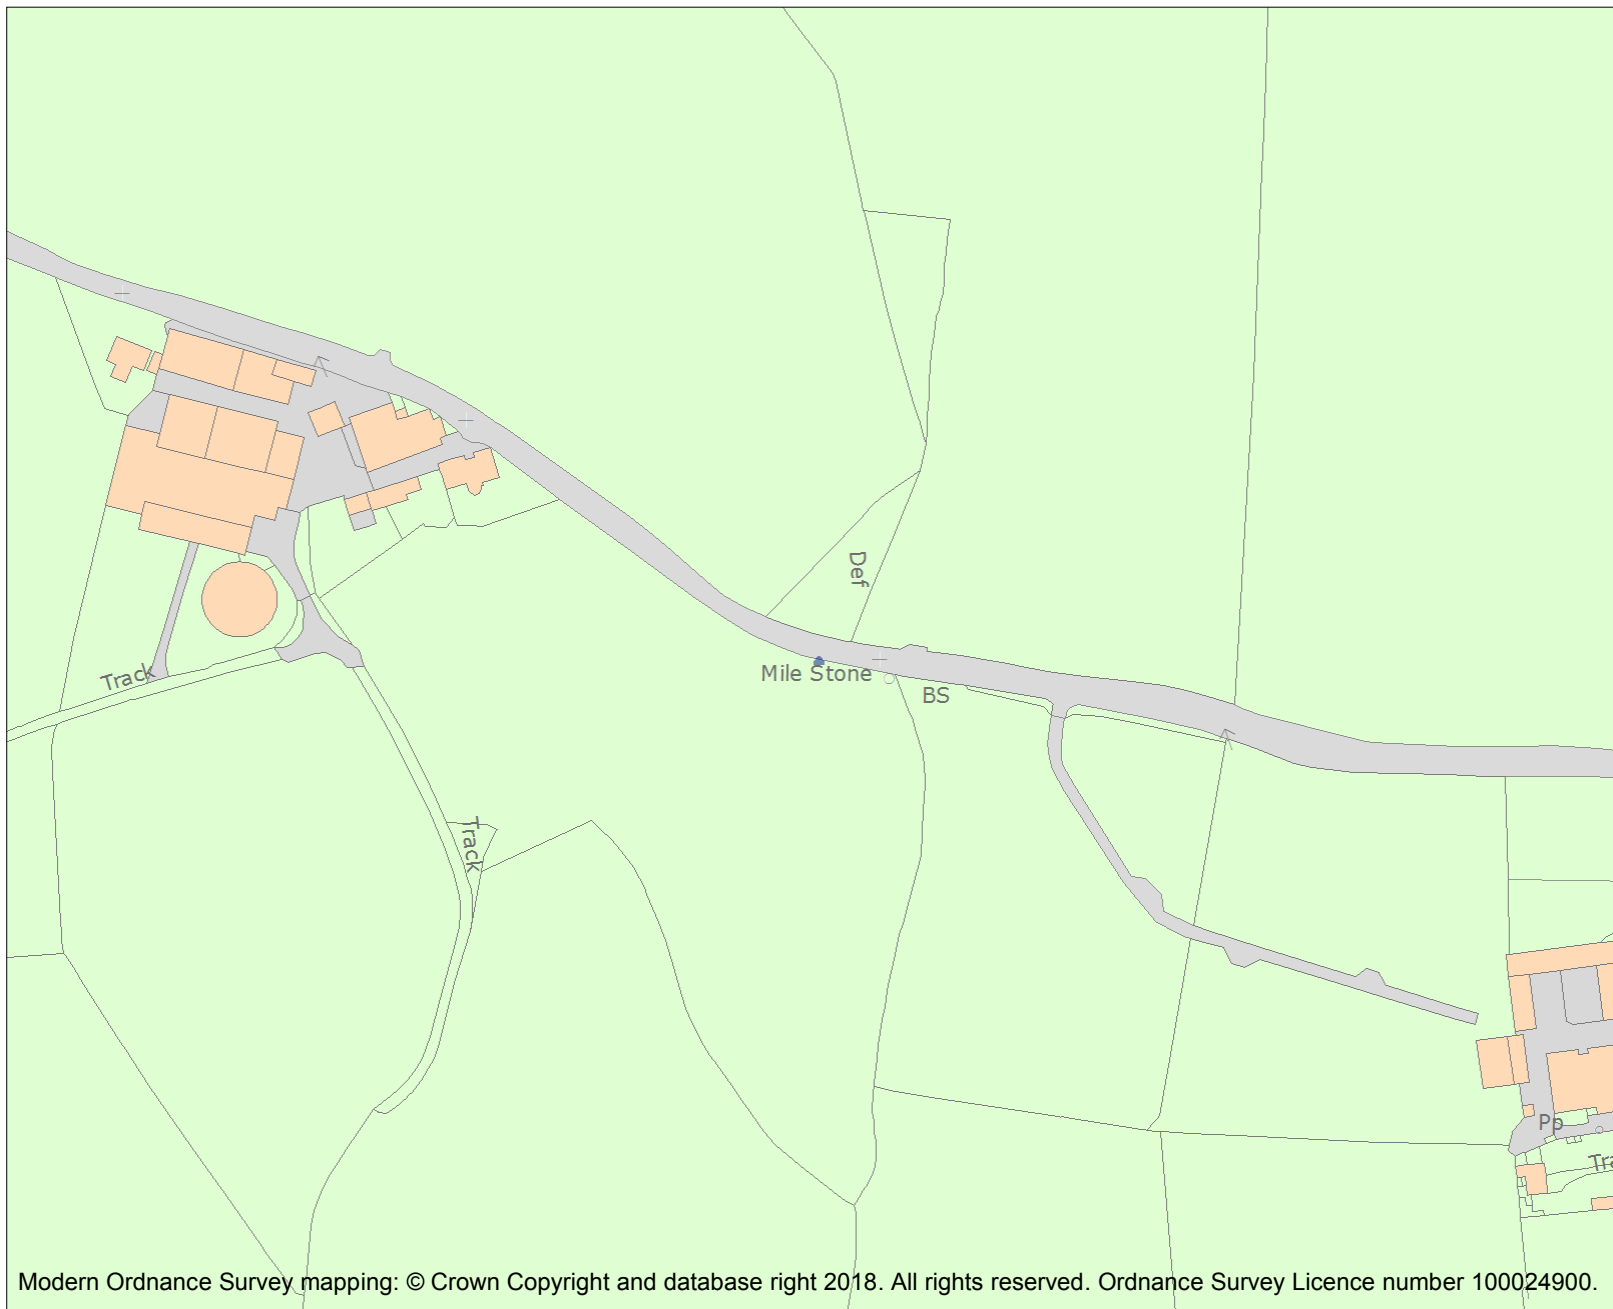 Def
Mile Stone
Track
BS
Track
Pp
Tra
Modern Ordnance Survey mapping: © Crown Copyright and database right 2018. All rights reserved. Ordnance Survey Licence number 100024900.